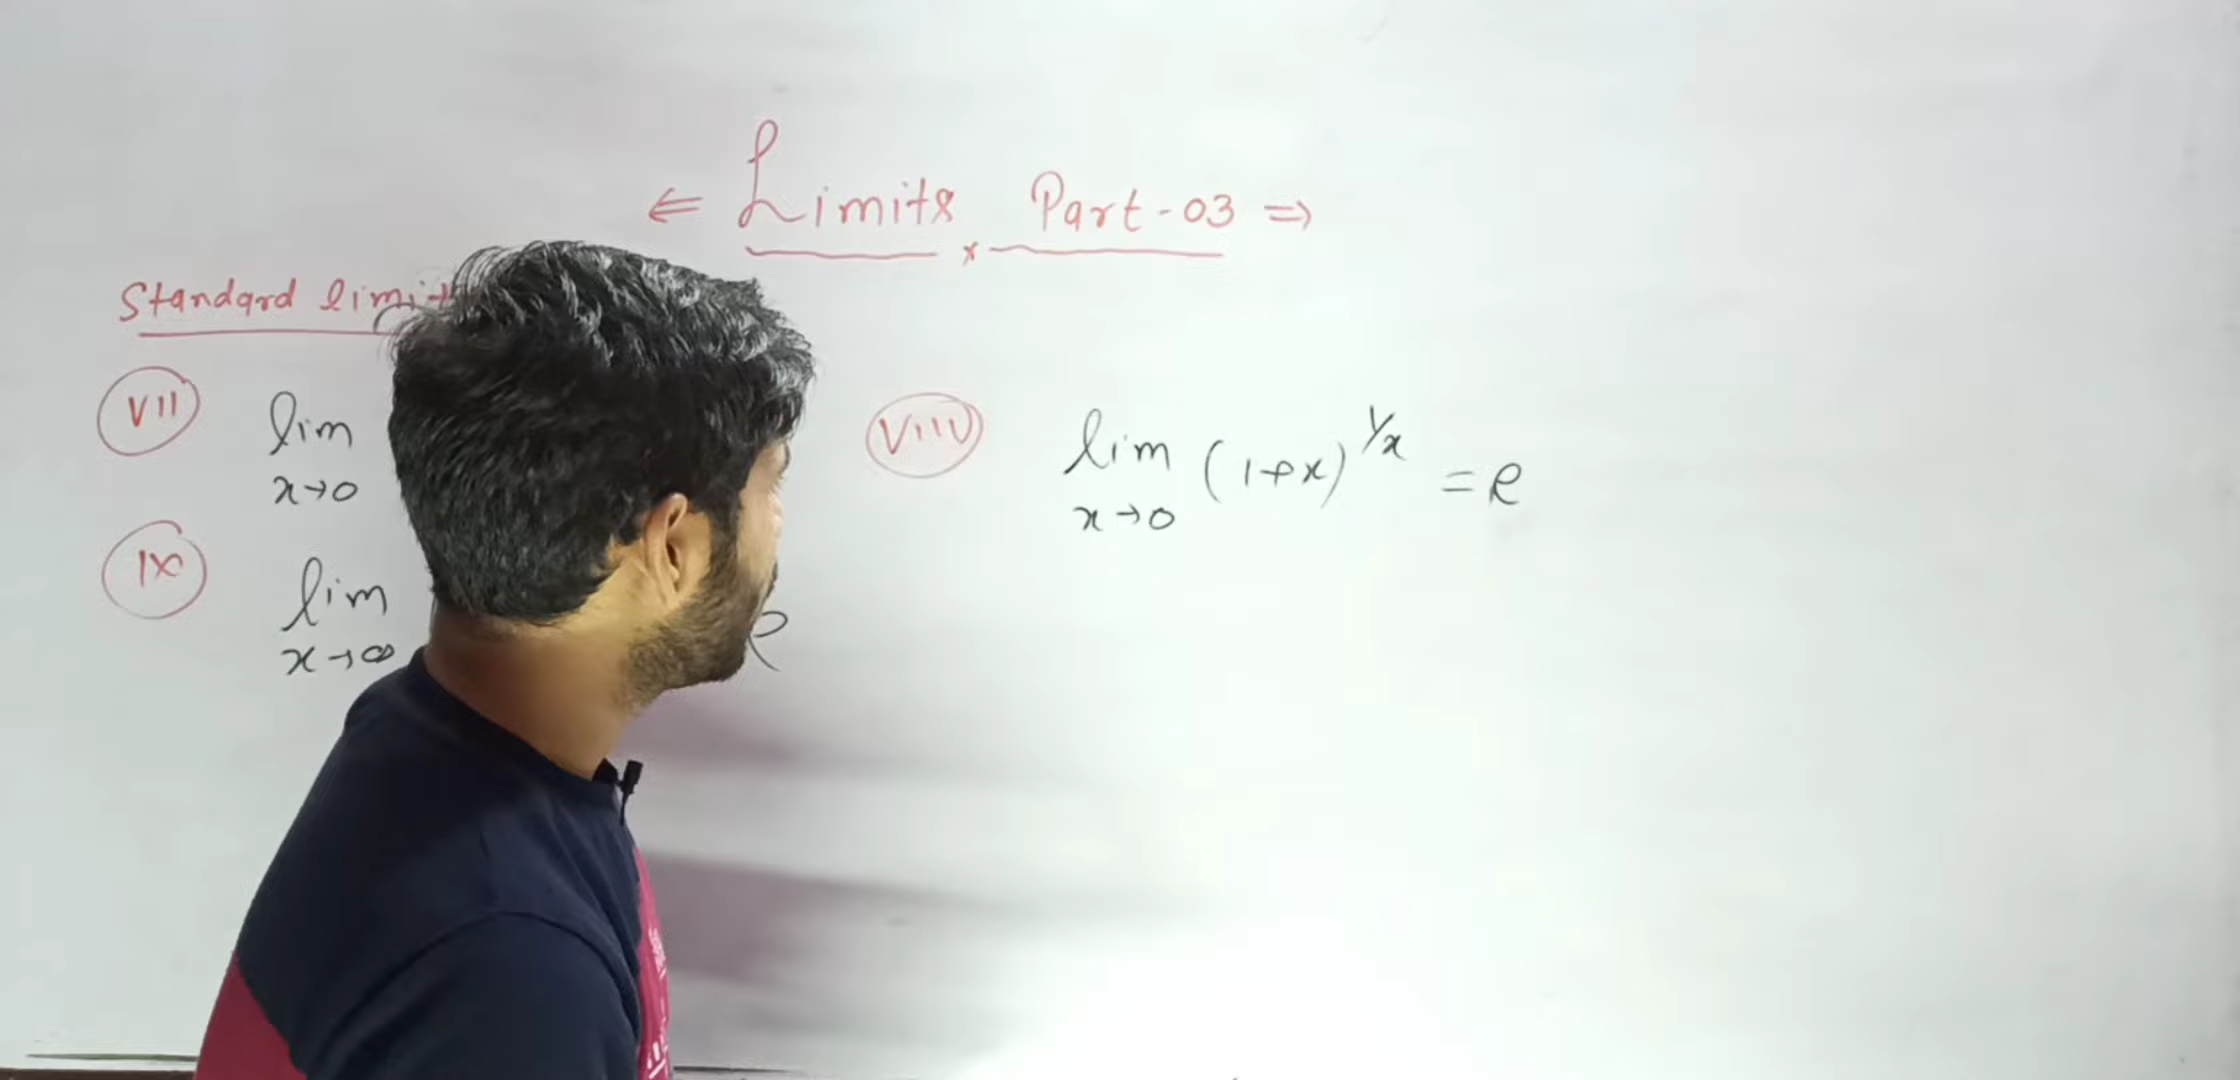 ⇐ Limits Part-03 ⇒
Standard limit
VII lim x→0
VIII lim x→0 (1+x)^1/x = e
IX lim x→∞ e